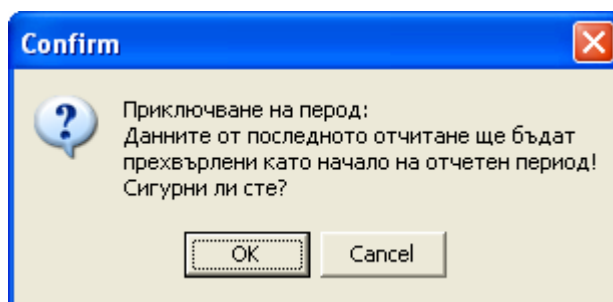 Confirm
Приключване на перод:
Данните от последното отчитане ще бъдат
прехвърлени като начало на отчетен период!
Сигурни ли сте?
OK Cancel